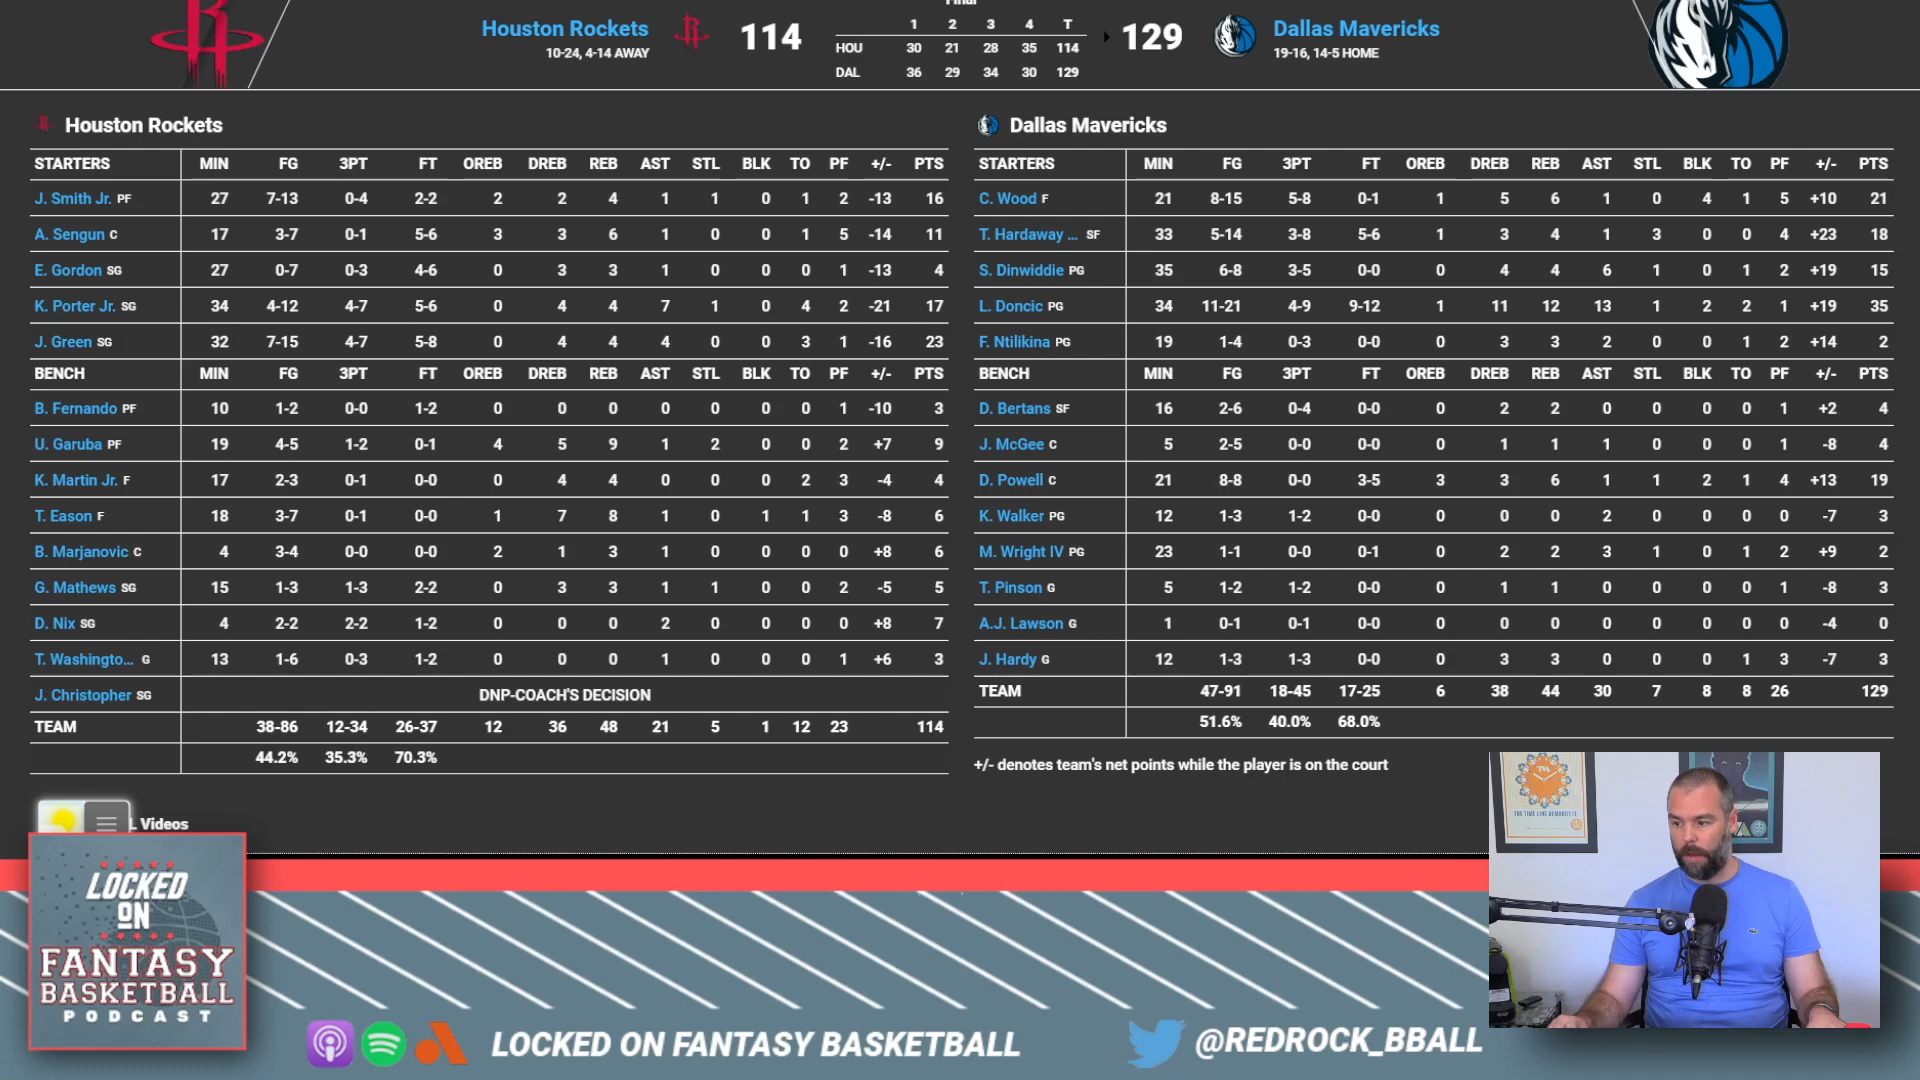 Final
Houston Rockets
10-24, 4-14 AWAY
114
1 2 3 4 T
HOU 30 21 28 35 114
DAL 36 29 34 30 129
129
Dallas Mavericks
19-16, 14-5 HOME
Houston Rockets
STARTERS MIN FG 3PT FT OREB DREB REB AST STL BLK TO PF +/- PTS
J. Smith Jr. PF 27 7-13 0-4 2-2 2 2 4 1 1 0 1 2 -13 16
A. Sengun C 17 3-7 0-1 5-6 3 3 6 1 0 0 1 5 -14 11
E. Gordon SG 27 0-7 0-3 4-6 0 3 3 1 0 0 0 1 -13 4
K. Porter Jr. SG 34 4-12 4-7 5-6 0 4 4 7 1 0 4 2 -21 17
J. Green SG 32 7-15 4-7 5-8 0 4 4 4 0 0 3 1 -16 23
BENCH MIN FG 3PT FT OREB DREB REB AST STL BLK TO PF +/- PTS
B. Fernando PF 10 1-2 0-0 1-2 0 0 0 0 0 0 0 1 -10 3
U. Garuba PF 19 4-5 1-2 0-1 4 5 9 1 2 0 0 2 +7 9
K. Martin Jr. F 17 2-3 0-1 0-0 0 4 4 0 0 0 2 3 -4 4
T. Eason F 18 3-7 0-1 0-0 1 7 8 1 0 1 1 3 -8 6
B. Marjanovic C 4 3-4 0-0 0-0 2 1 3 1 0 0 0 0 +8 6
G. Mathews SG 15 1-3 1-3 2-2 0 3 3 1 1 0 0 2 -5 5
D. Nix SG 4 2-2 2-2 1-2 0 0 0 2 0 0 0 0 +8 7
T. Washingto... G 13 1-6 0-3 1-2 0 0 0 1 0 0 0 1 +6 3
J. Christopher SG DNP-COACH'S DECISION
TEAM 38-86 12-34 26-37 12 36 48 21 5 1 12 23 114
44.2% 35.3% 70.3%
Dallas Mavericks
STARTERS MIN FG 3PT FT OREB DREB REB AST STL BLK TO PF +/- PTS
C. Wood F 21 8-15 5-8 0-1 1 5 6 1 0 4 1 5 +10 21
T. Hardaway ... SF 33 5-14 3-8 5-6 1 3 4 1 3 0 0 4 +23 18
S. Dinwiddie PG 35 6-8 3-5 0-0 0 4 4 6 1 0 1 2 +19 15
L. Doncic PG 34 11-21 4-9 9-12 1 11 12 13 1 2 2 1 +19 35
F. Ntilikina PG 19 1-4 0-3 0-0 0 3 3 2 0 0 1 2 +14 2
BENCH MIN FG 3PT FT OREB DREB REB AST STL BLK TO PF +/- PTS
D. Bertans SF 16 2-6 0-4 0-0 0 2 2 0 0 0 0 1 +2 4
J. McGee C 5 2-5 0-0 0-0 0 1 1 1 0 0 0 1 -8 4
D. Powell C 21 8-8 0-0 3-5 3 3 6 1 1 2 1 4 +13 19
K. Walker PG 12 1-3 1-2 0-0 0 0 0 2 0 0 0 0 -7 3
M. Wright IV PG 23 1-1 0-0 0-1 0 2 2 3 1 0 1 2 +9 2
T. Pinson G 5 1-2 1-2 0-0 0 1 1 0 0 0 0 1 -8 3
A.J. Lawson G 1 0-1 0-1 0-0 0 0 0 0 0 0 0 0 -4 0
J. Hardy G 12 1-3 1-3 0-0 0 3 3 0 0 0 1 3 -7 3
TEAM 47-91 18-45 17-25 6 38 44 30 7 8 8 26 129
51.6% 40.0% 68.0%
+/- denotes team's net points while the player is on the court
L Videos
LOCKED
ON
FANTASY
BASKETBALL
PODCAST
LOCKED ON FANTASY BASKETBALL
@REDROCK_BBALL
THE TIME LINE DEMANDS IT